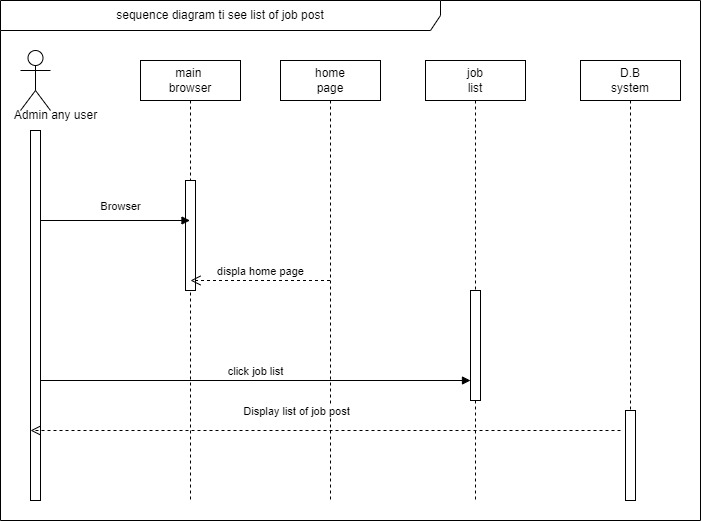 sequence diagram ti see list of job post
main
browser
home
page
job
list
D.B
system
Admin any user
Browser
displa home page
click job list
Display list of job post